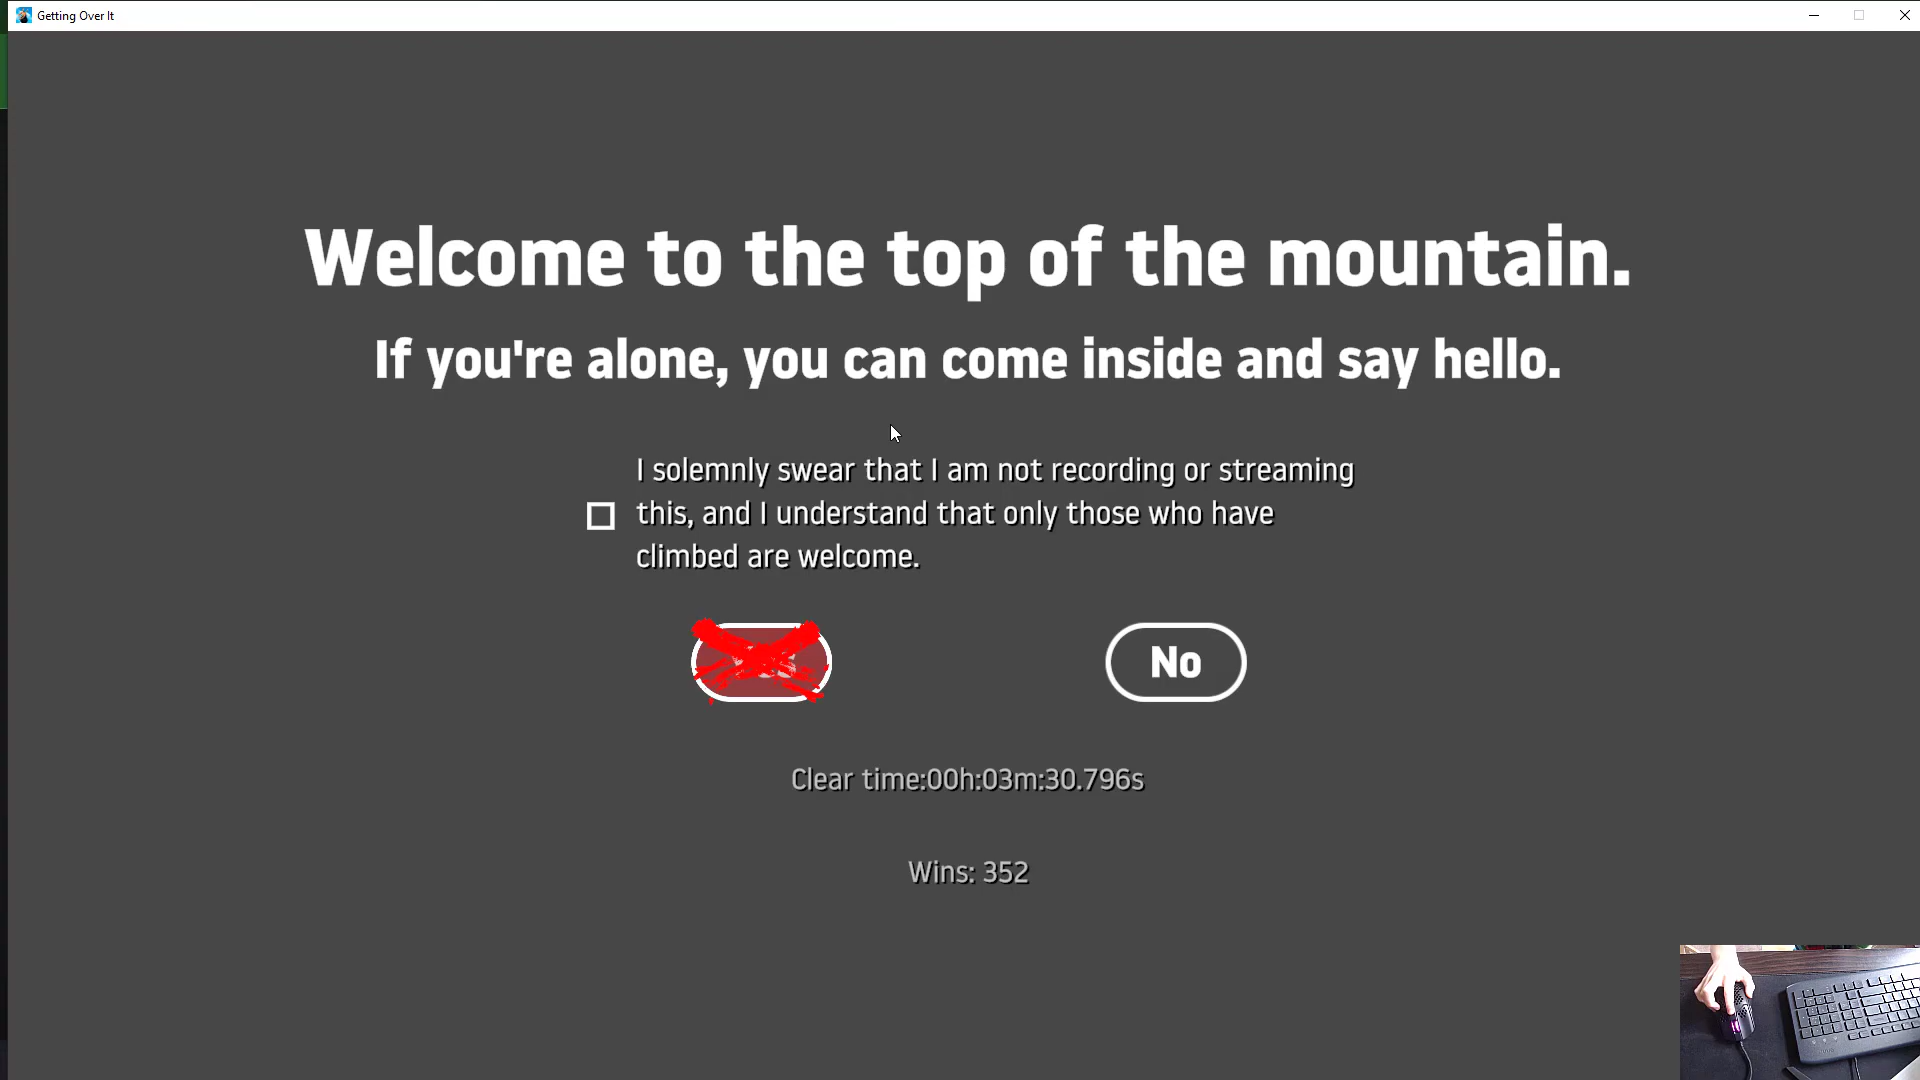 Getting Over It
Welcome to the top of the mountain.
If you're alone, you can come inside and say hello.
I solemnly swear that I am not recording or streaming
this, and I understand that only those who have
climbed are welcome.
No
Clear time:00h:03m:30.796s
Wins: 352